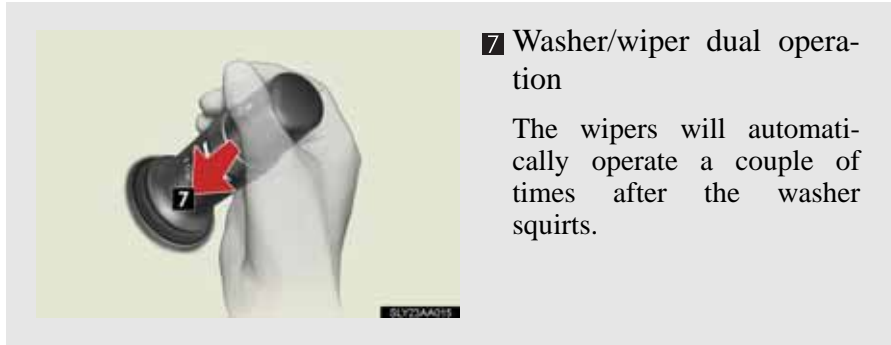 7 Washer/wiper dual opera-
tion
The wipers will automati-
cally operate a couple of
times after the washer
squirts.
7
SLY23AA015